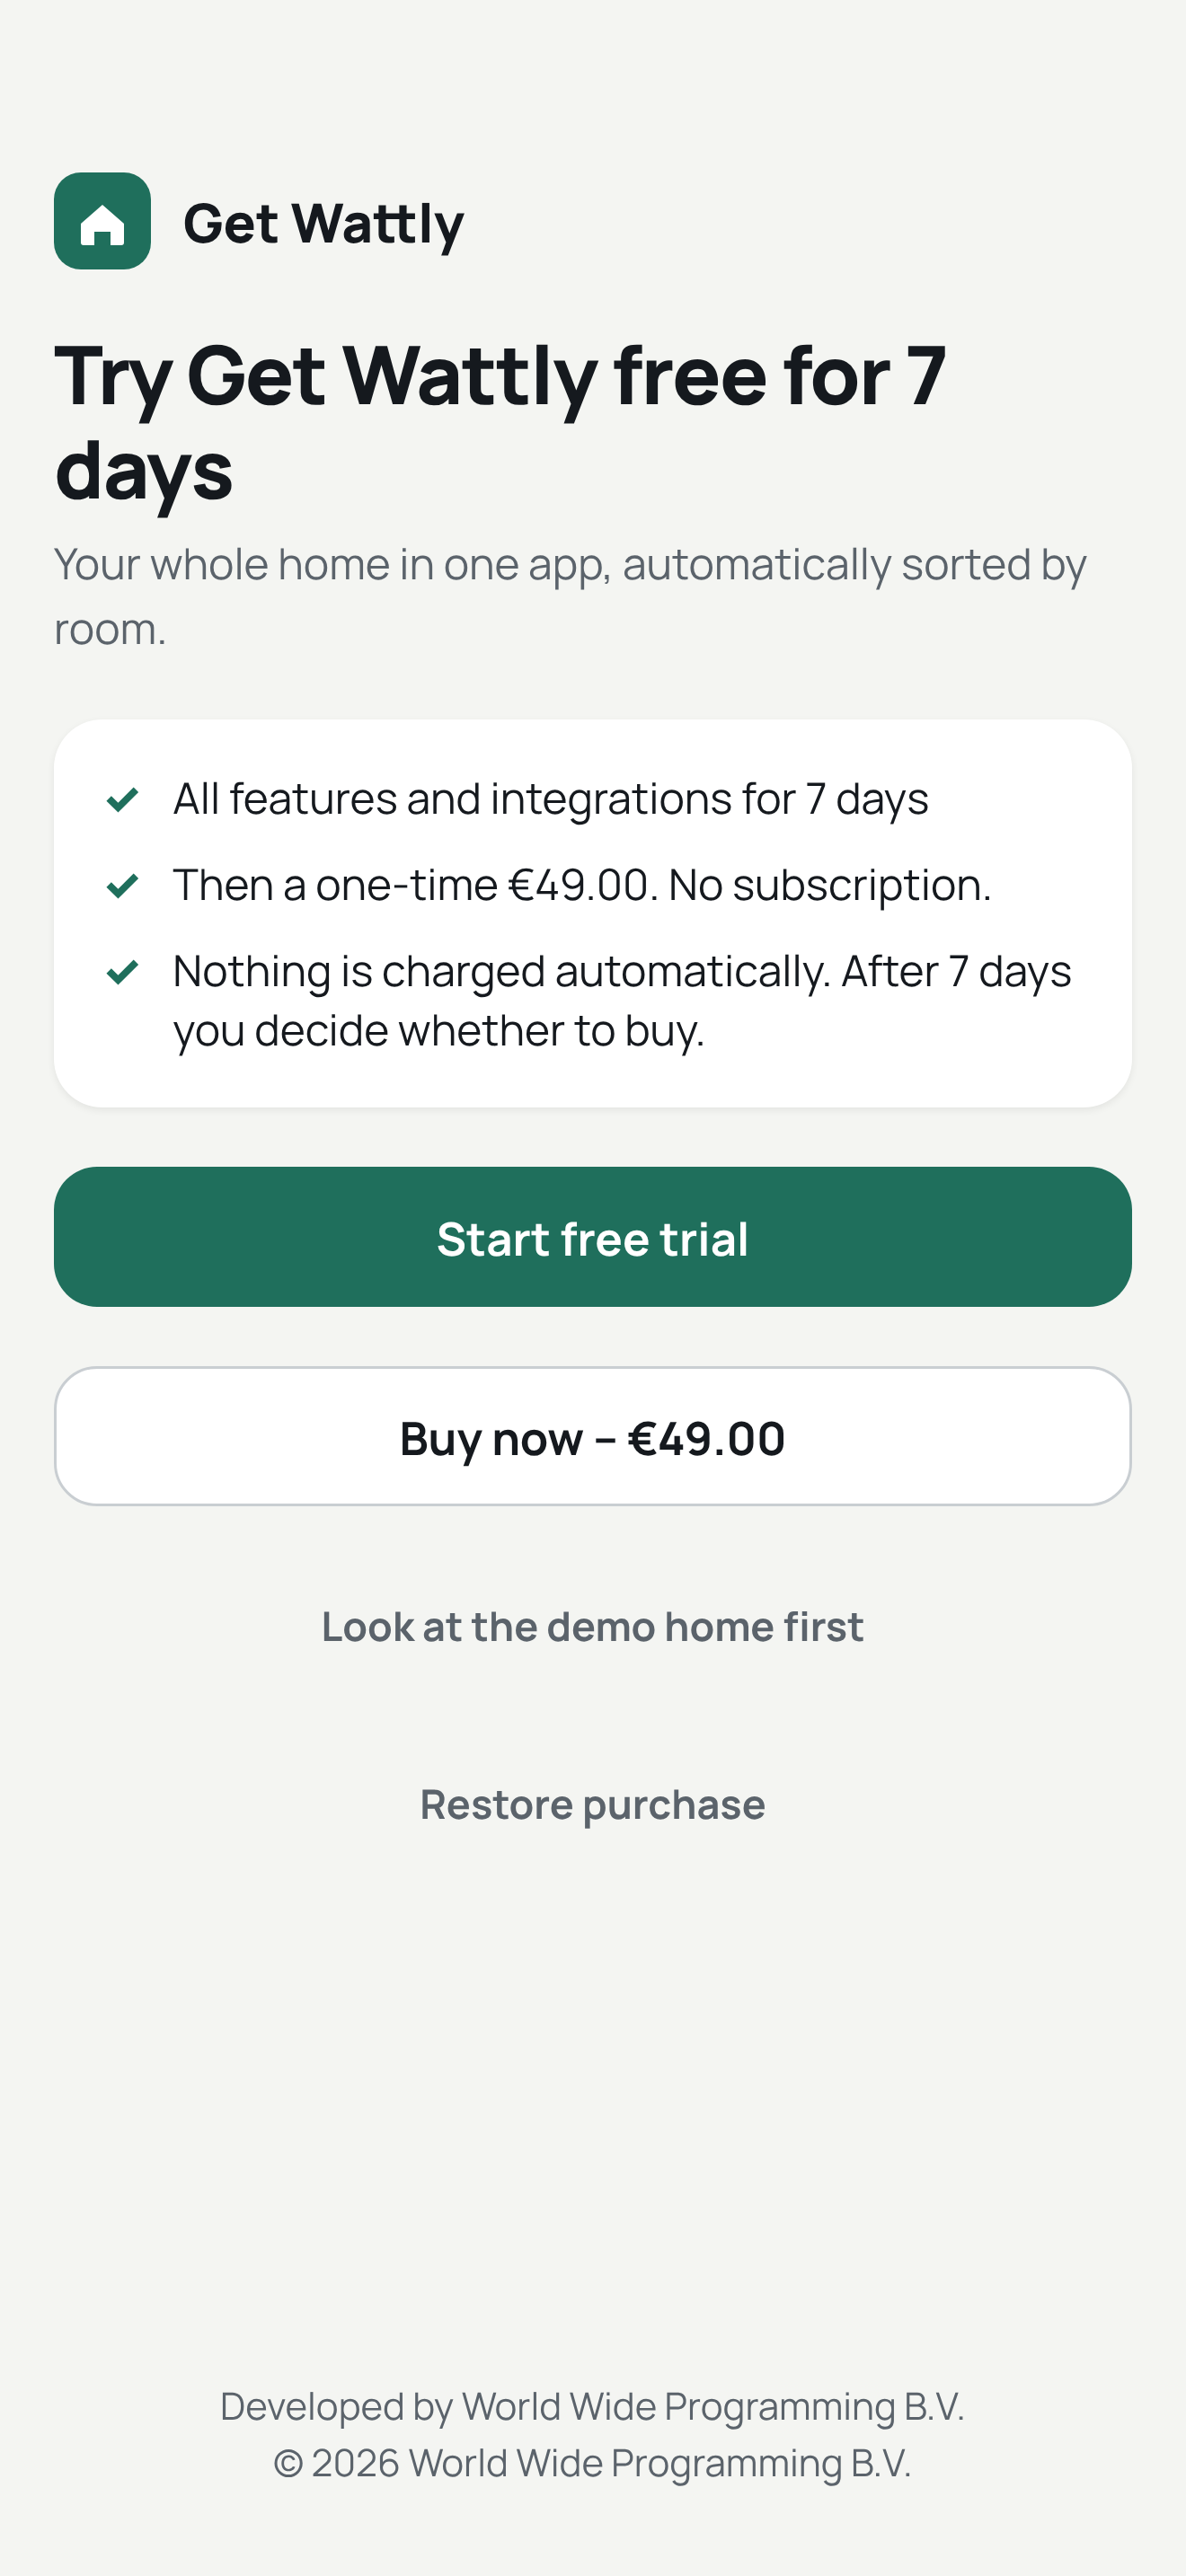 Get Wattly
Try Get Wattly free for 7
days
Your whole home in one app, automatically sorted by
room.
All features and integrations for 7 days
Then a one-time €49.00. No subscription.
Nothing is charged automatically. After 7 days
you decide whether to buy.
Start free trial
Buy now – €49.00
Look at the demo home first
Restore purchase
Developed by World Wide Programming B.V.
© 2026 World Wide Programming B.V.